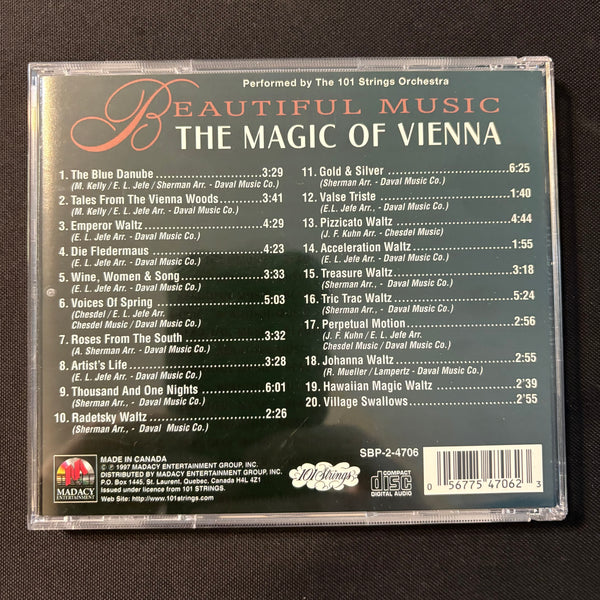 Performed by The 101 Strings Orchestra
BEAUTIFUL MUSIC
THE MAGIC OF VIENNA
1. The Blue Danube 3:29
(M. Kelly / E. L. Jefe / Sherman Arr. - Daval Music Co.)
2. Tales From The Vienna Woods 3:41
(M. Kelly / E. L. Jefe Arr. - Daval Music Co.)
3. Emperor Waltz 4:29
(E. L. Jefe Arr. - Daval Music Co.)
4. Die Fledermaus 4:23
(E. L. Jefe Arr. - Daval Music Co.)
5. Wine, Women & Song 3:33
(E. L. Jefe Arr. - Daval Music Co.)
6. Voices Of Spring 5:03
(Chesdel / E. L. Jefe Arr.
Chesdel Music / Daval Music Co.)
7. Roses From The South 3:32
(A. Sherman Arr. - Daval Music Co.)
8. Artist's Life 3:28
(E. L. Jefe Arr. - Daval Music Co.)
9. Thousand And One Nights 6:01
(Sherman Arr., - Daval Music Co.)
10. Radetsky Waltz 2:26
(Sherman Arr., - Daval Music Co.)
11. Gold & Silver 6:25
(Sherman Arr. - Daval Music Co.)
12. Valse Triste 1:40
(E.L. Jefe Arr., - Daval Music Co.)
13. Pizzicato Waltz 4:44
(J. F. Kuhn Arr. - Chesdel Music)
14. Acceleration Waltz 1:55
(E. L. Jefe Arr. - Daval Music Co.)
15. Treasure Waltz 3:18
(Sherman Arr., - Daval Music Co.)
16. Tric Trac Waltz 5:24
(Sherman Arr., - Daval Music Co.)
17. Perpetual Motion 2:56
(J. F. Kuhn / E. L. Jefe Arr.
Chesdel Music / Daval Music Co.)
18. Johanna Waltz 2:55
(R. Mueller / Lampertz - Daval Music Co.)
19. Hawaiian Magic Waltz 2'39
20. Village Swallows 2'55
MADACY
ENTERTAINMENT
MADE IN CANADA
© ℗ 1997 MADACY ENTERTAINMENT GROUP, INC.
DISTRIBUTED BY MADACY ENTERTAINMENT GROUP, INC.
P.O. Box 1445. St. Laurent, Quebec, Canada H4L 4Z1
Issued under licence from 101 STRINGS.
Web Site: http://www.101strings.com
101 Strings
COMPACT
disc
DIGITAL AUDIO
SBP-2-4706
0 56775 47062 3